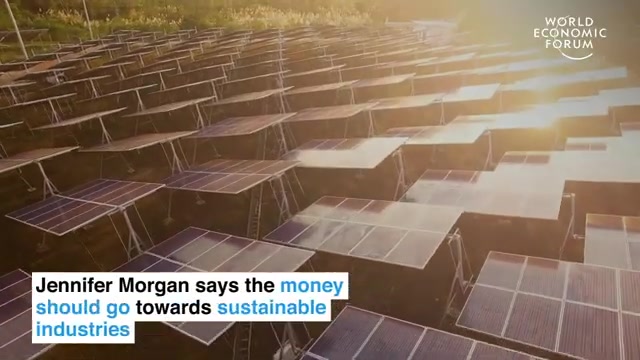 WORLD
ECONOMIC
FORUM
Jennifer Morgan says the money
should go towards sustainable
industries